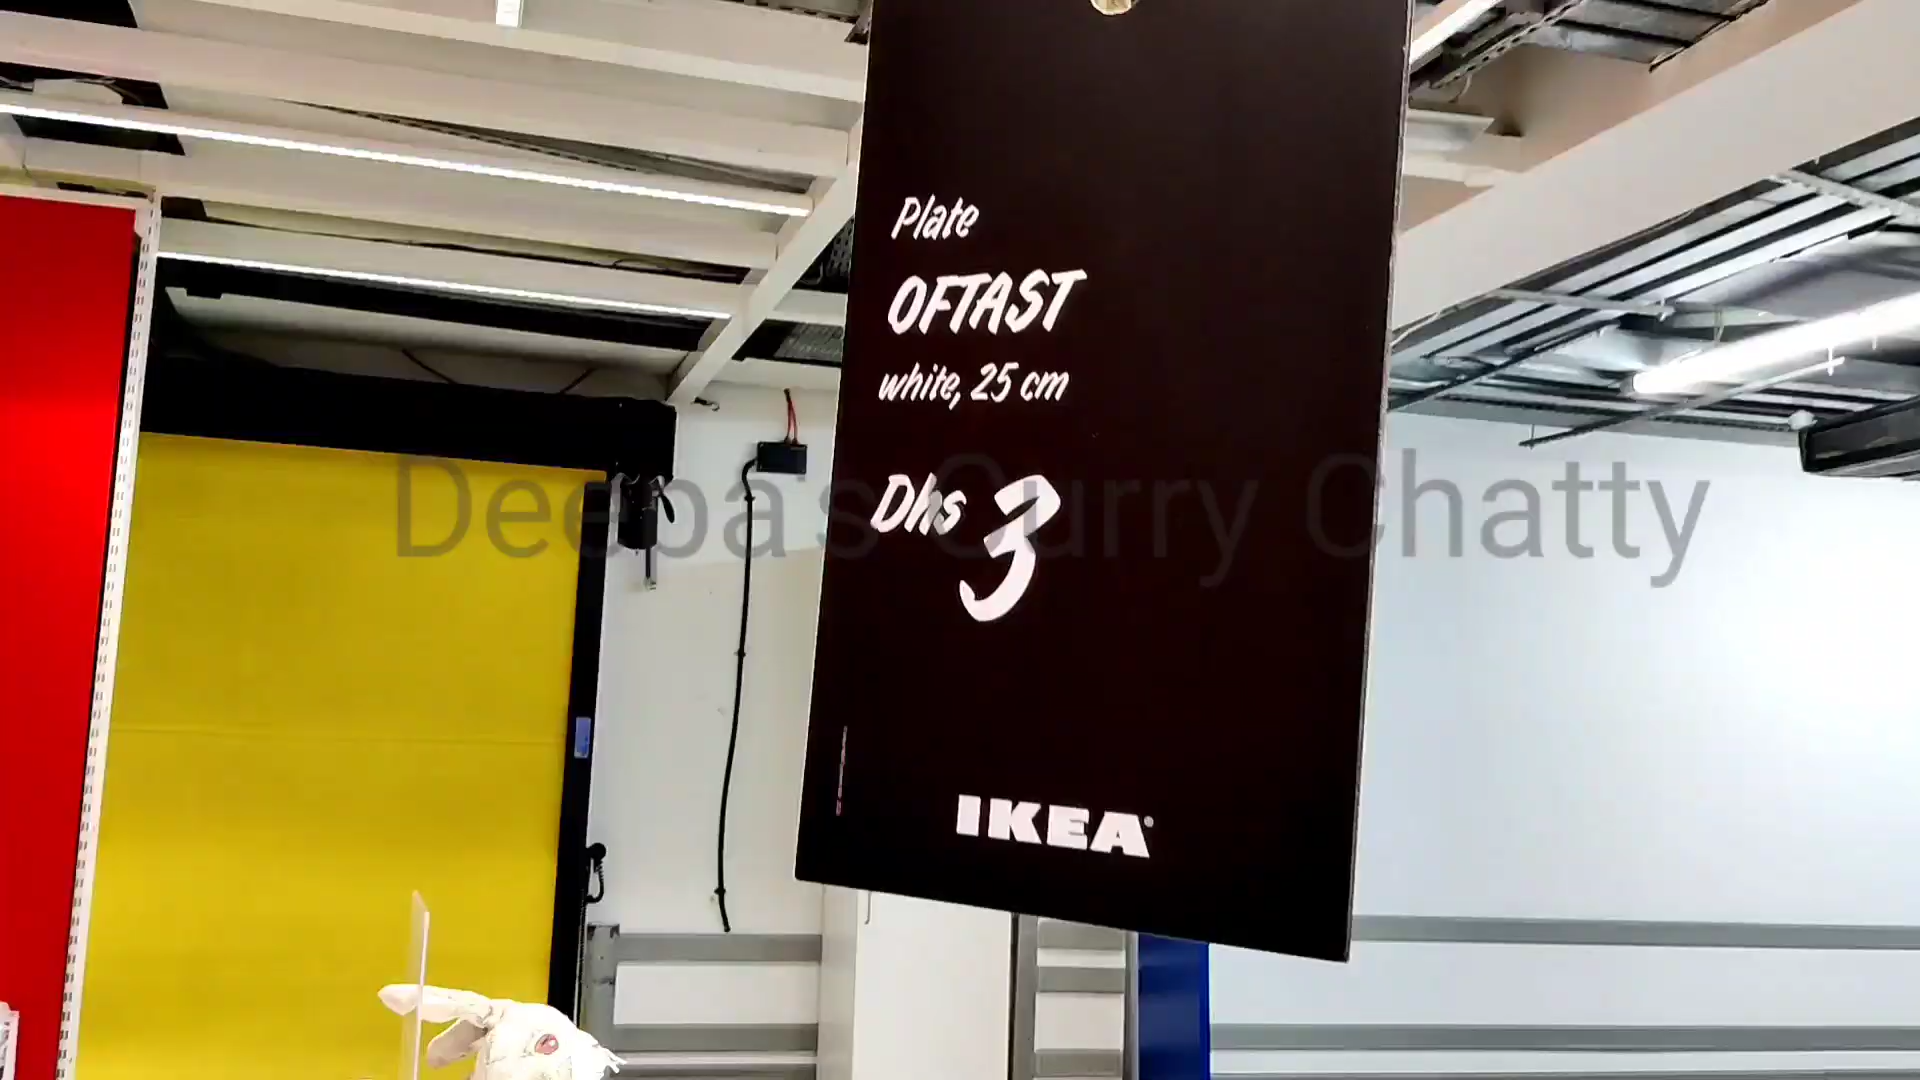 Plate
OFTAST
white, 25 cm
Dhs 3
Deepa's Curry Chatty
IKEA